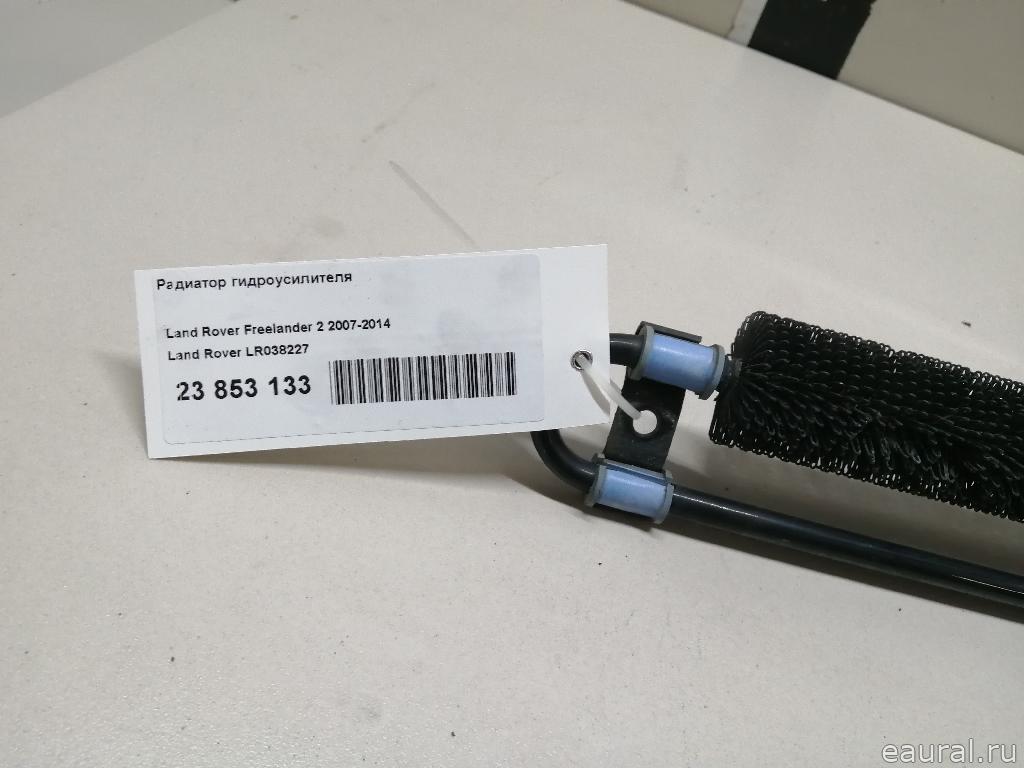 Радиатор гидроусилителя
Land Rover Freelander 2 2007-2014
Land Rover LR038227
23 853 133
eaural.ru